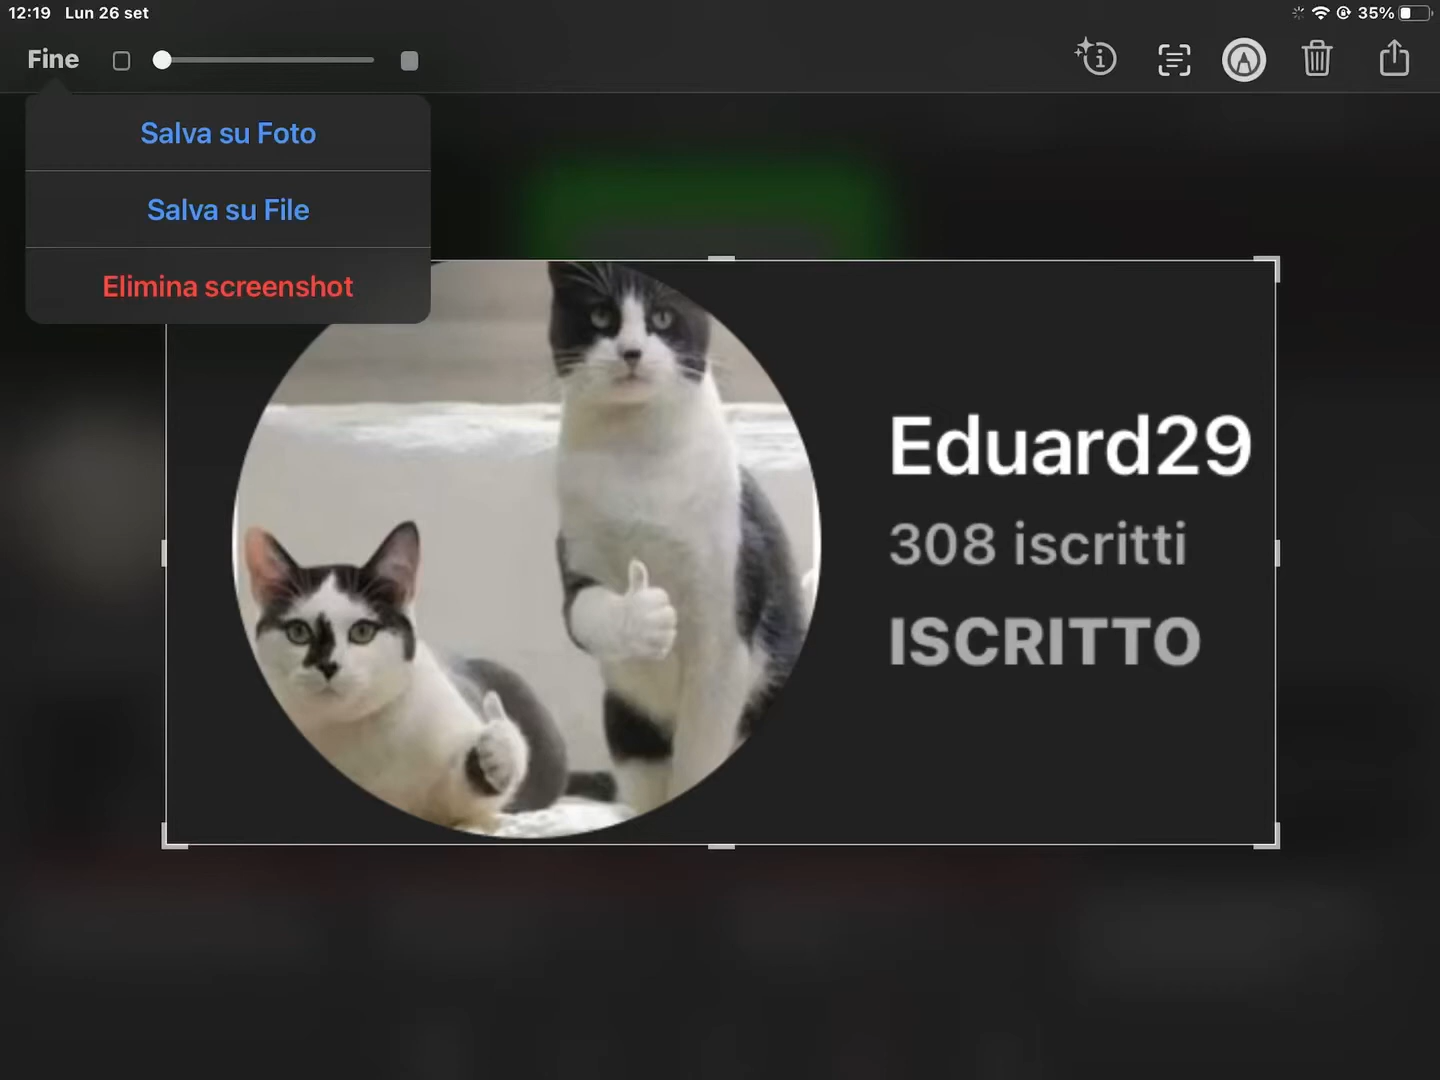 12:19 Lun 26 set
35%
Fine
Salva su Foto
Salva su File
Elimina screenshot
Eduard29
308 iscritti
ISCRITTO